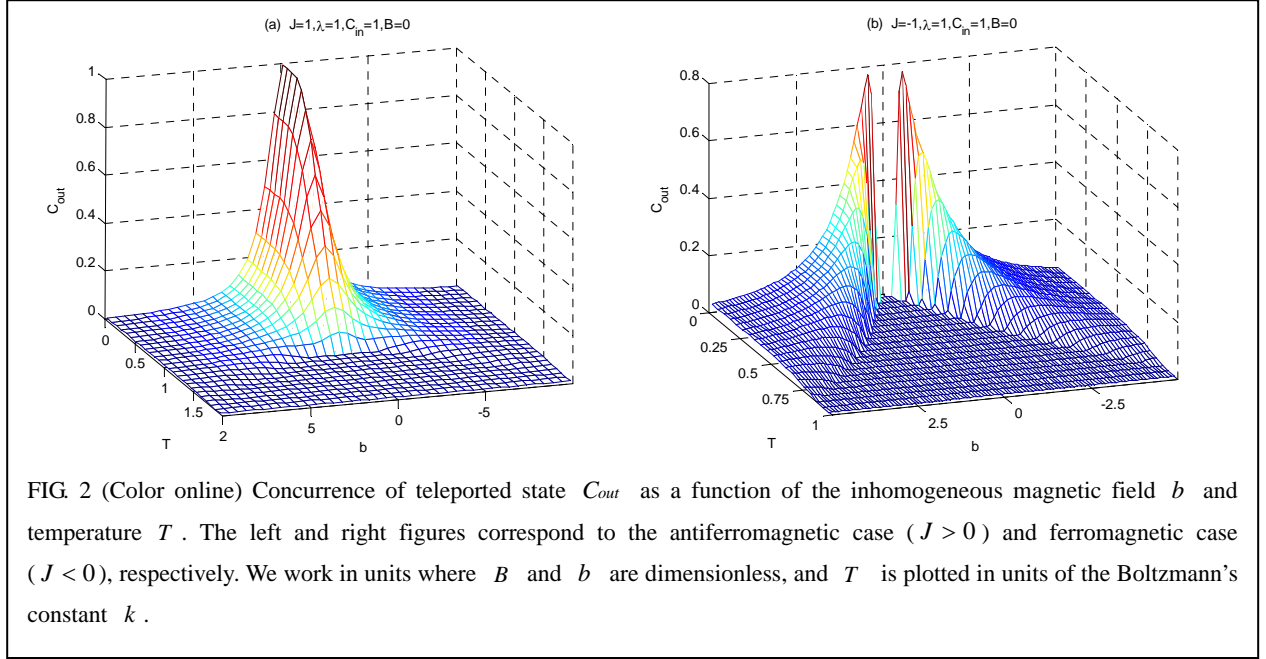 (a) J=1,λ=1,C_in=1,B=0
1
0.8
0.6
0.4
0.2
0
C_out
0
0.5
1
1.5
2
T
5
0
-5
b
(b) J=-1,λ=1,C_in=1,B=0
0.8
0.6
0.4
0.2
0
C_out
0
0.25
0.5
0.75
1
T
2.5
0
-2.5
b
FIG. 2 (Color online) Concurrence of teleported state C_out as a function of the inhomogeneous magnetic field b and
temperature T . The left and right figures correspond to the antiferromagnetic case ( J > 0 ) and ferromagnetic case
( J < 0 ), respectively. We work in units where B and b are dimensionless, and T is plotted in units of the Boltzmann's
constant k .